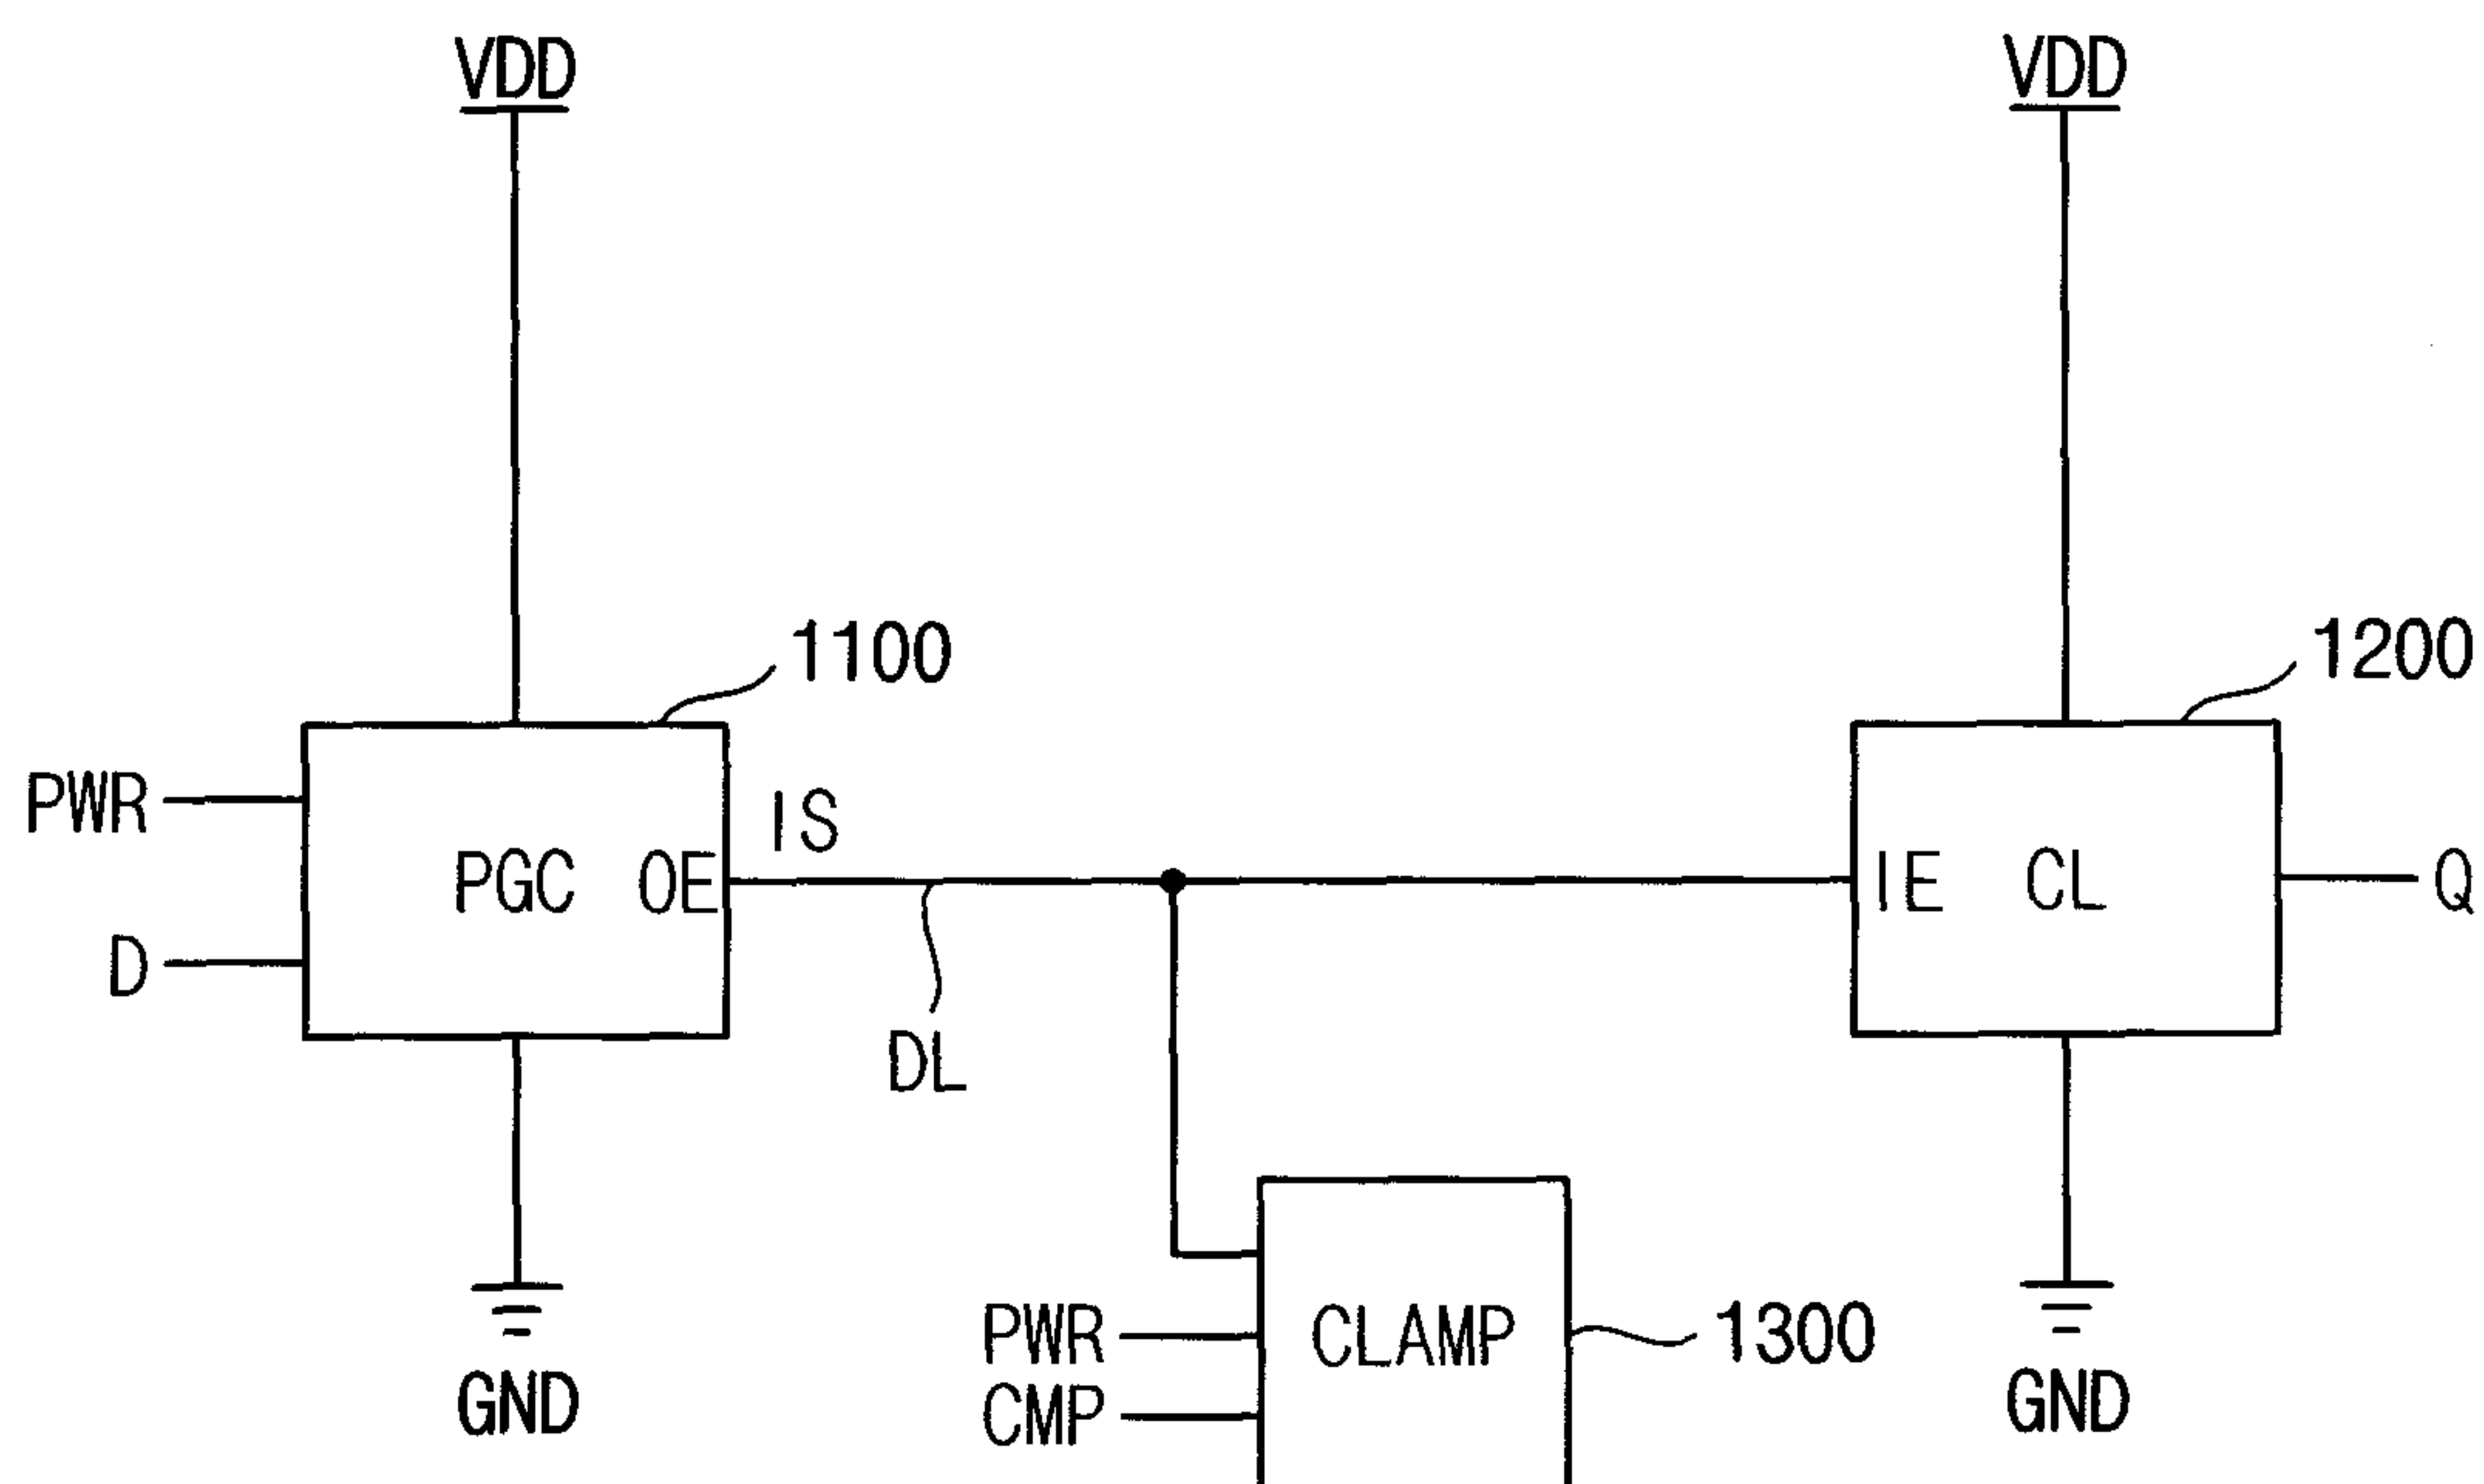 VDD
VDD
1100
1200
PWR
IS
PGC
OE
IE
CL
Q
D
DL
PWR
CLAMP
1300
CMP
GND
GND